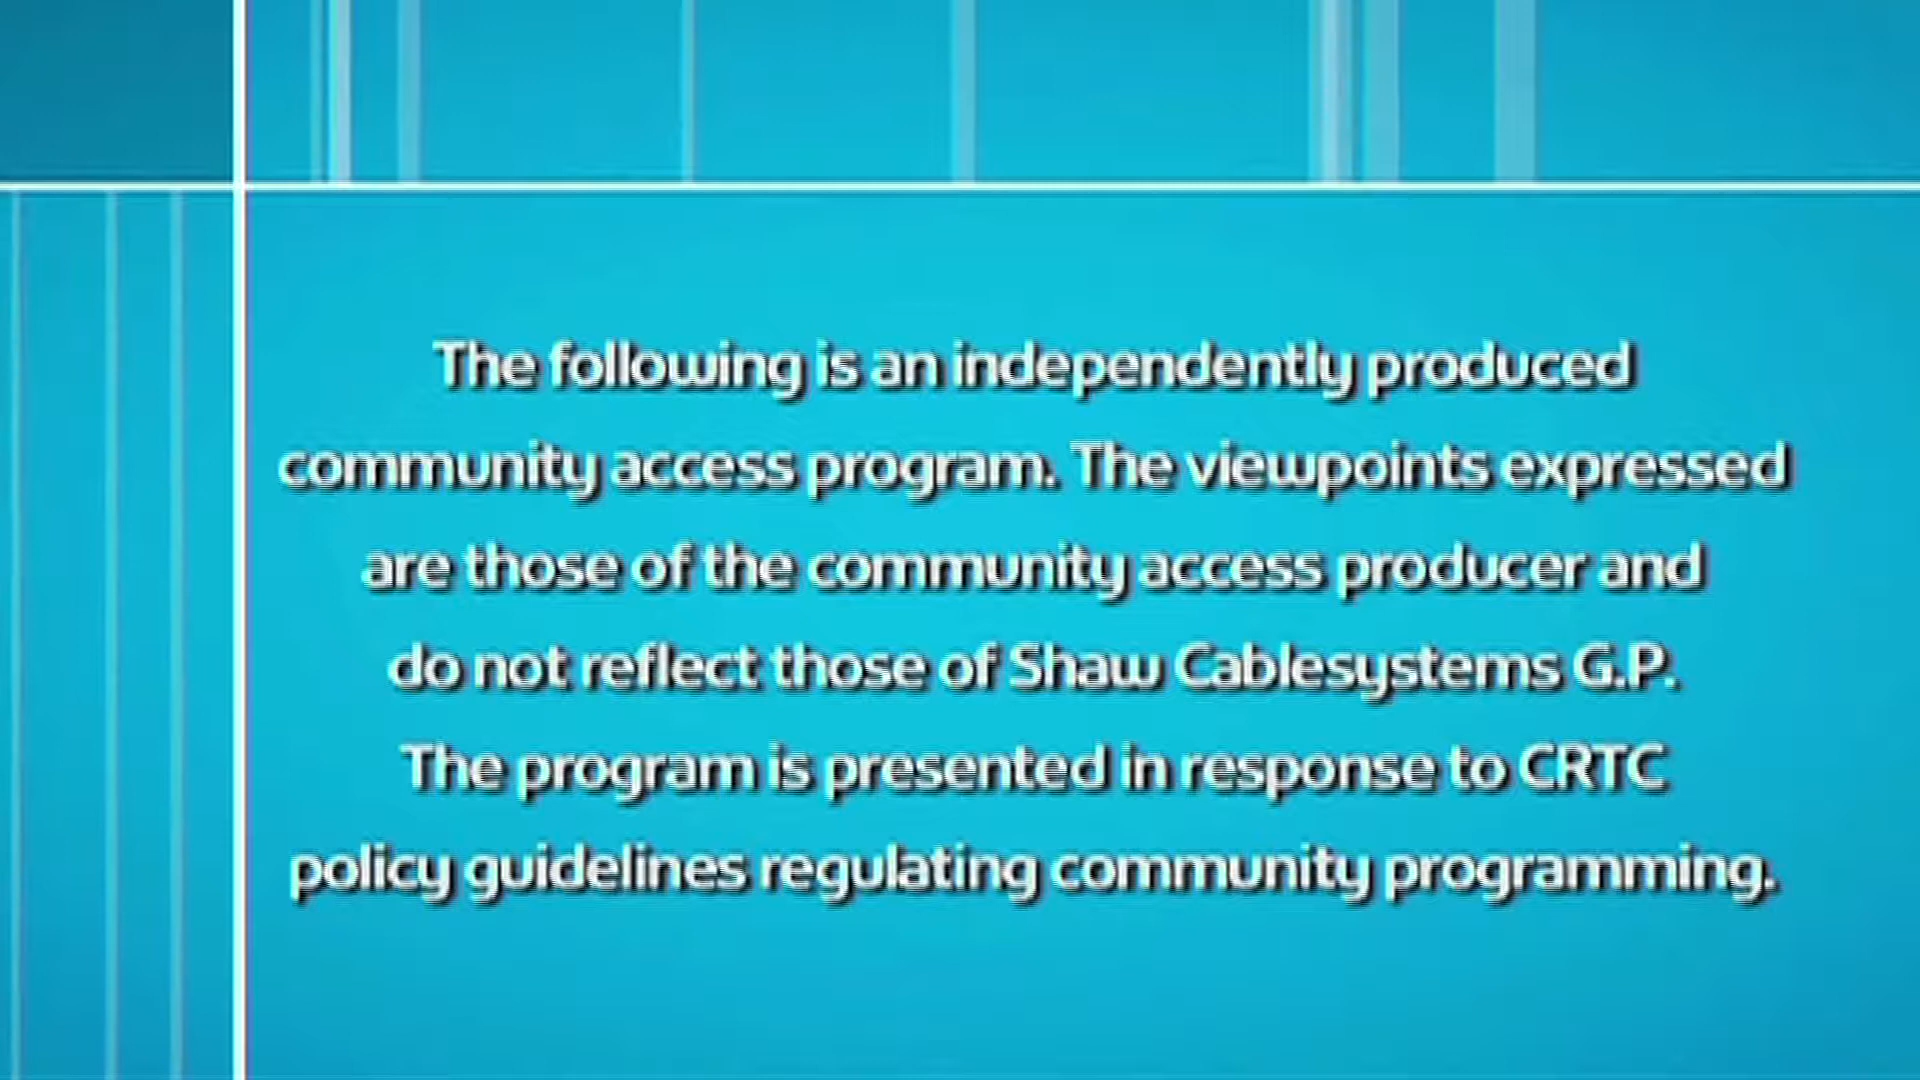 The following is an independently produced
community access program. The viewpoints expressed
are those of the community access producer and
do not reflect those of Shaw Cablesystems G.P.
The program is presented in response to CRTC
policy guidelines regulating community programming.